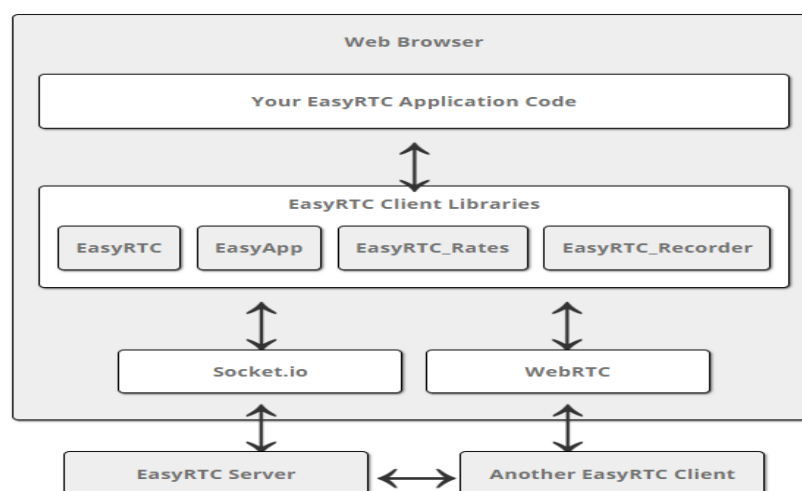 Web Browser
Your EasyRTC Application Code
EasyRTC Client Libraries
EasyRTC EasyApp EasyRTC_Rates EasyRTC_Recorder
Socket.io WebRTC
EasyRTC Server Another EasyRTC Client